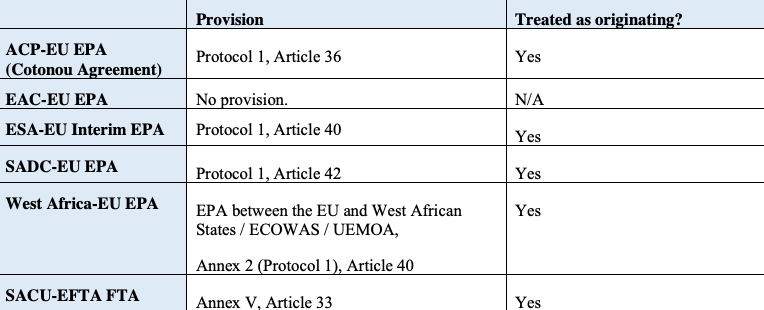 Provision
Treated as originating?
ACP-EU EPA
(Cotonou Agreement)
Protocol 1, Article 36
Yes
EAC-EU EPA
No provision.
N/A
ESA-EU Interim EPA
Protocol 1, Article 40
Yes
SADC-EU EPA
Protocol 1, Article 42
Yes
West Africa-EU EPA
EPA between the EU and West African
States / ECOWAS / UEMOA,
Annex 2 (Protocol 1), Article 40
Yes
SACU-EFTA FTA
Annex V, Article 33
Yes